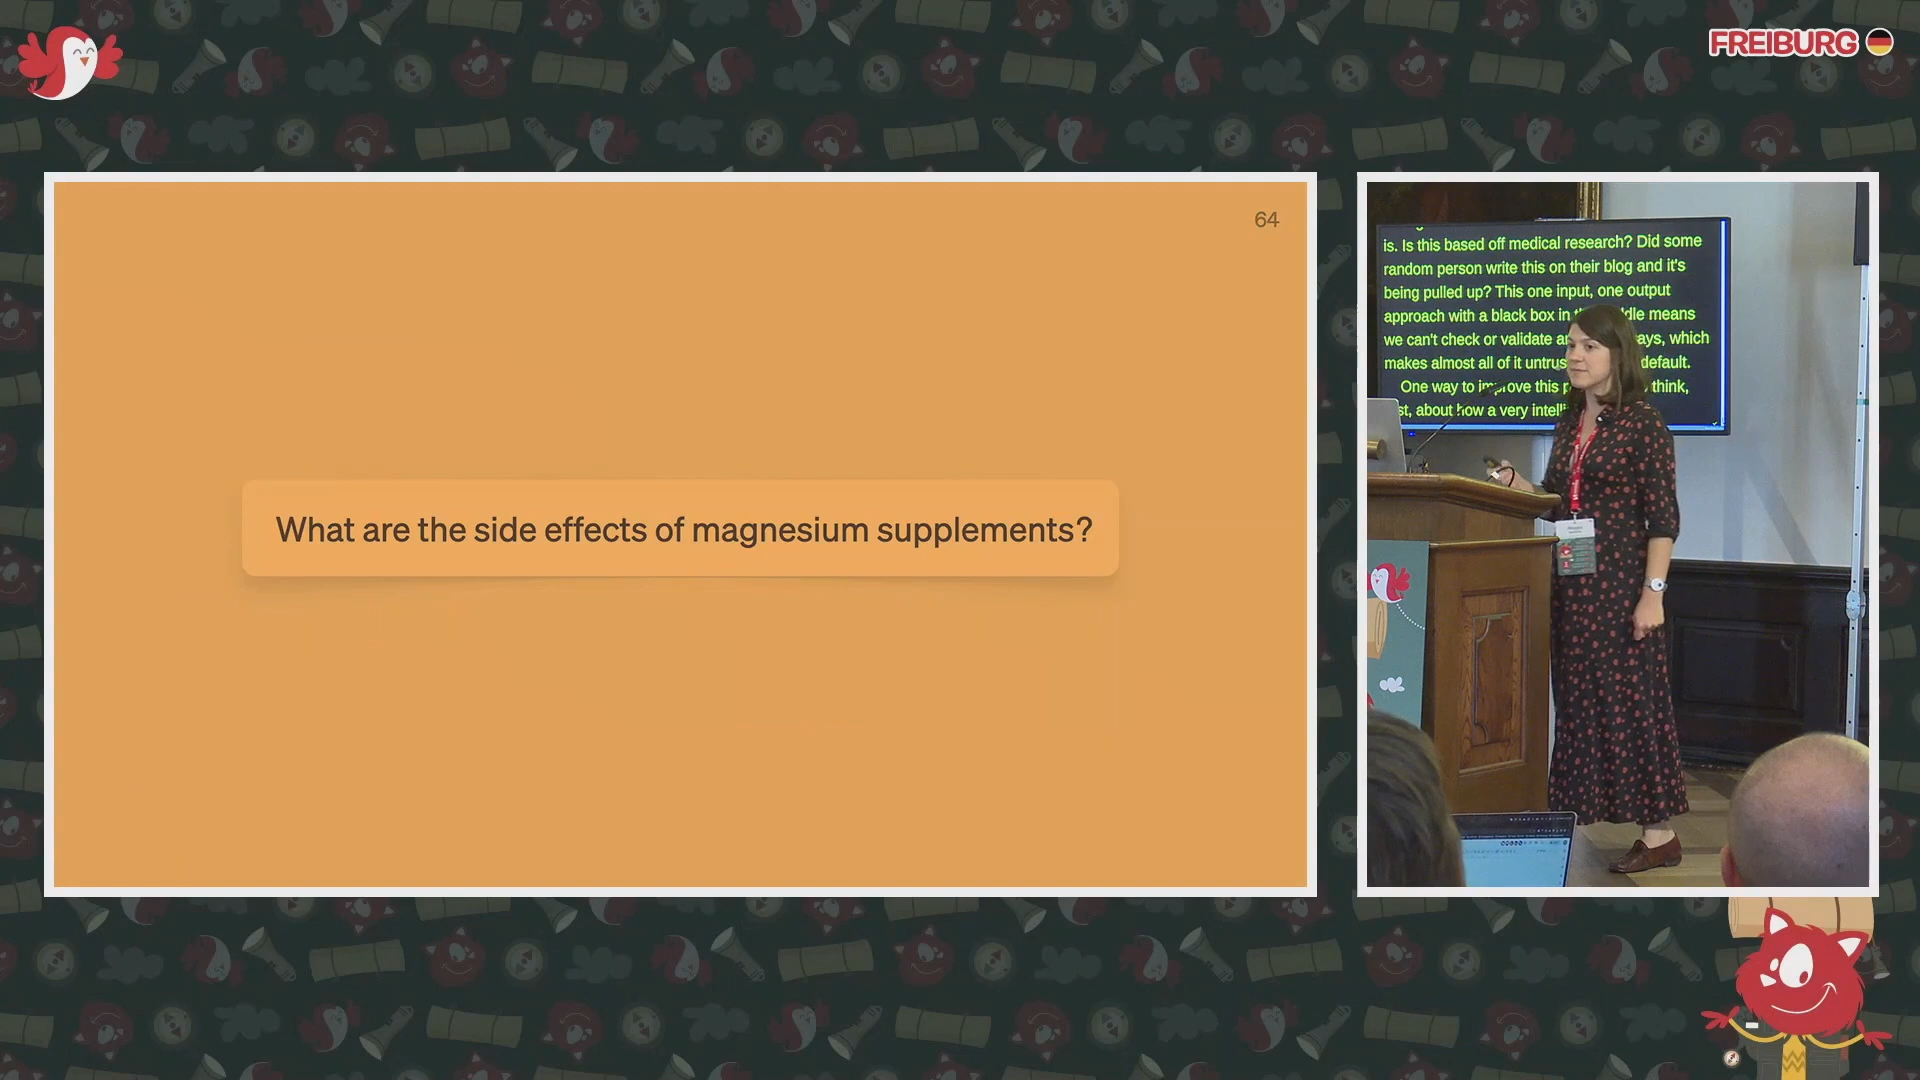 FREIBURG
64
What are the side effects of magnesium supplements?
is. Is this based off medical research? Did some
random person write this on their blog and it's
being pulled up? This one input, one output
approach with a black box in means
we can't check or validate which
makes almost all of it default.
One way to improve this think,
about how a very